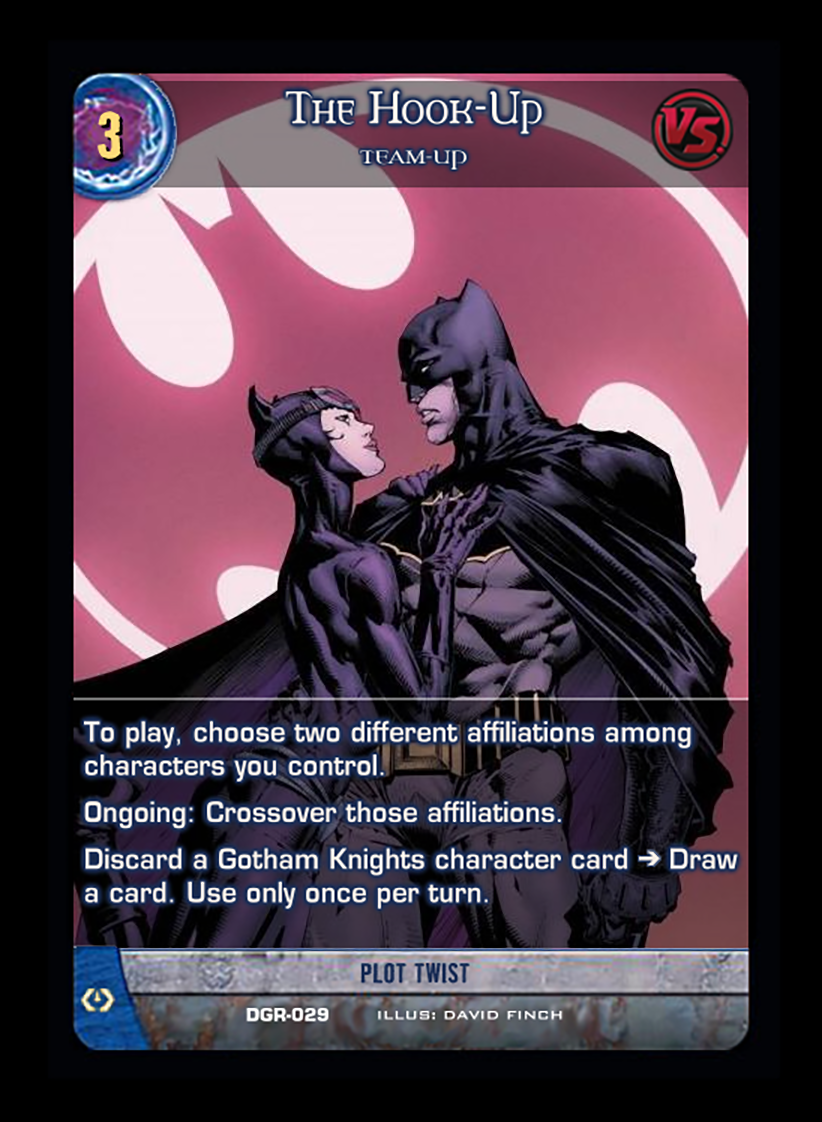 3
The Hook-Up
TEAM-UP
VS.
To play, choose two different affiliations among
characters you control.
Ongoing: Crossover those affiliations.
Discard a Gotham Knights character card ➔ Draw
a card. Use only once per turn.
PLOT TWIST
DGR-029 ILLUS: DAVID FINCH